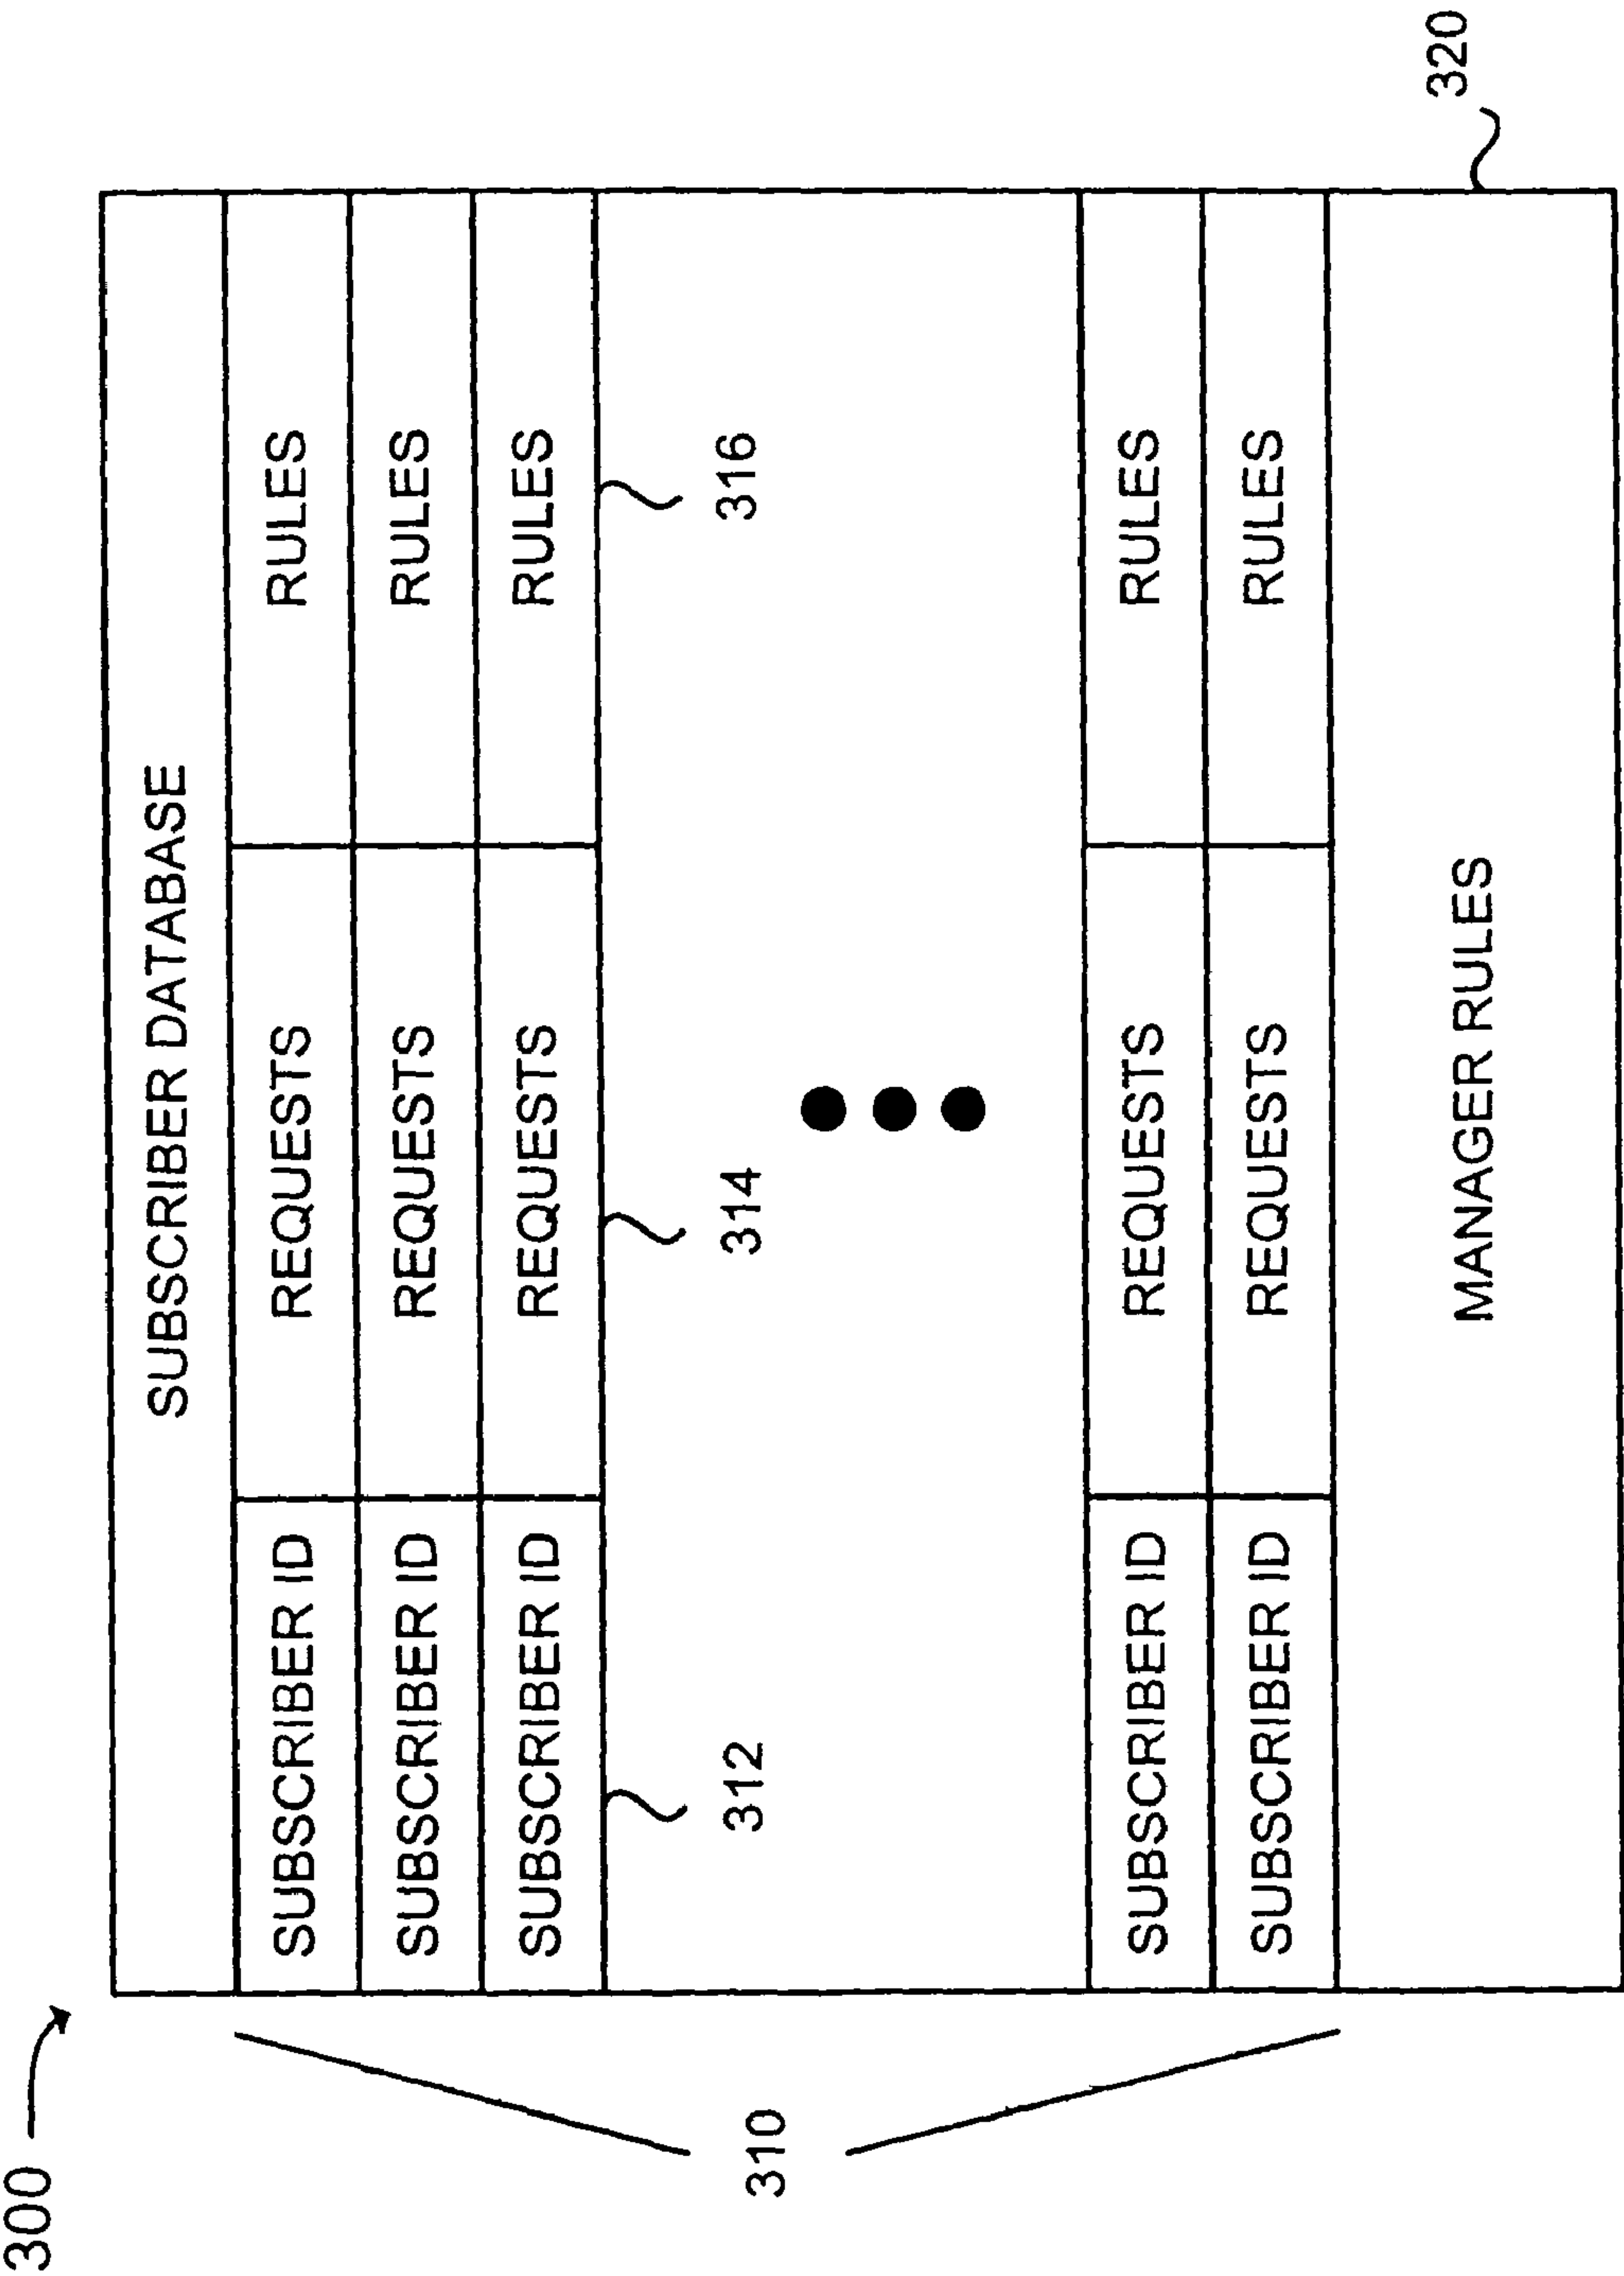 300
SUBSCRIBER DATABASE
SUBSCRIBER ID REQUESTS RULES
SUBSCRIBER ID REQUESTS RULES
SUBSCRIBER ID REQUESTS RULES
312 314 316
310
SUBSCRIBER ID REQUESTS RULES
SUBSCRIBER ID REQUESTS RULES
MANAGER RULES
320